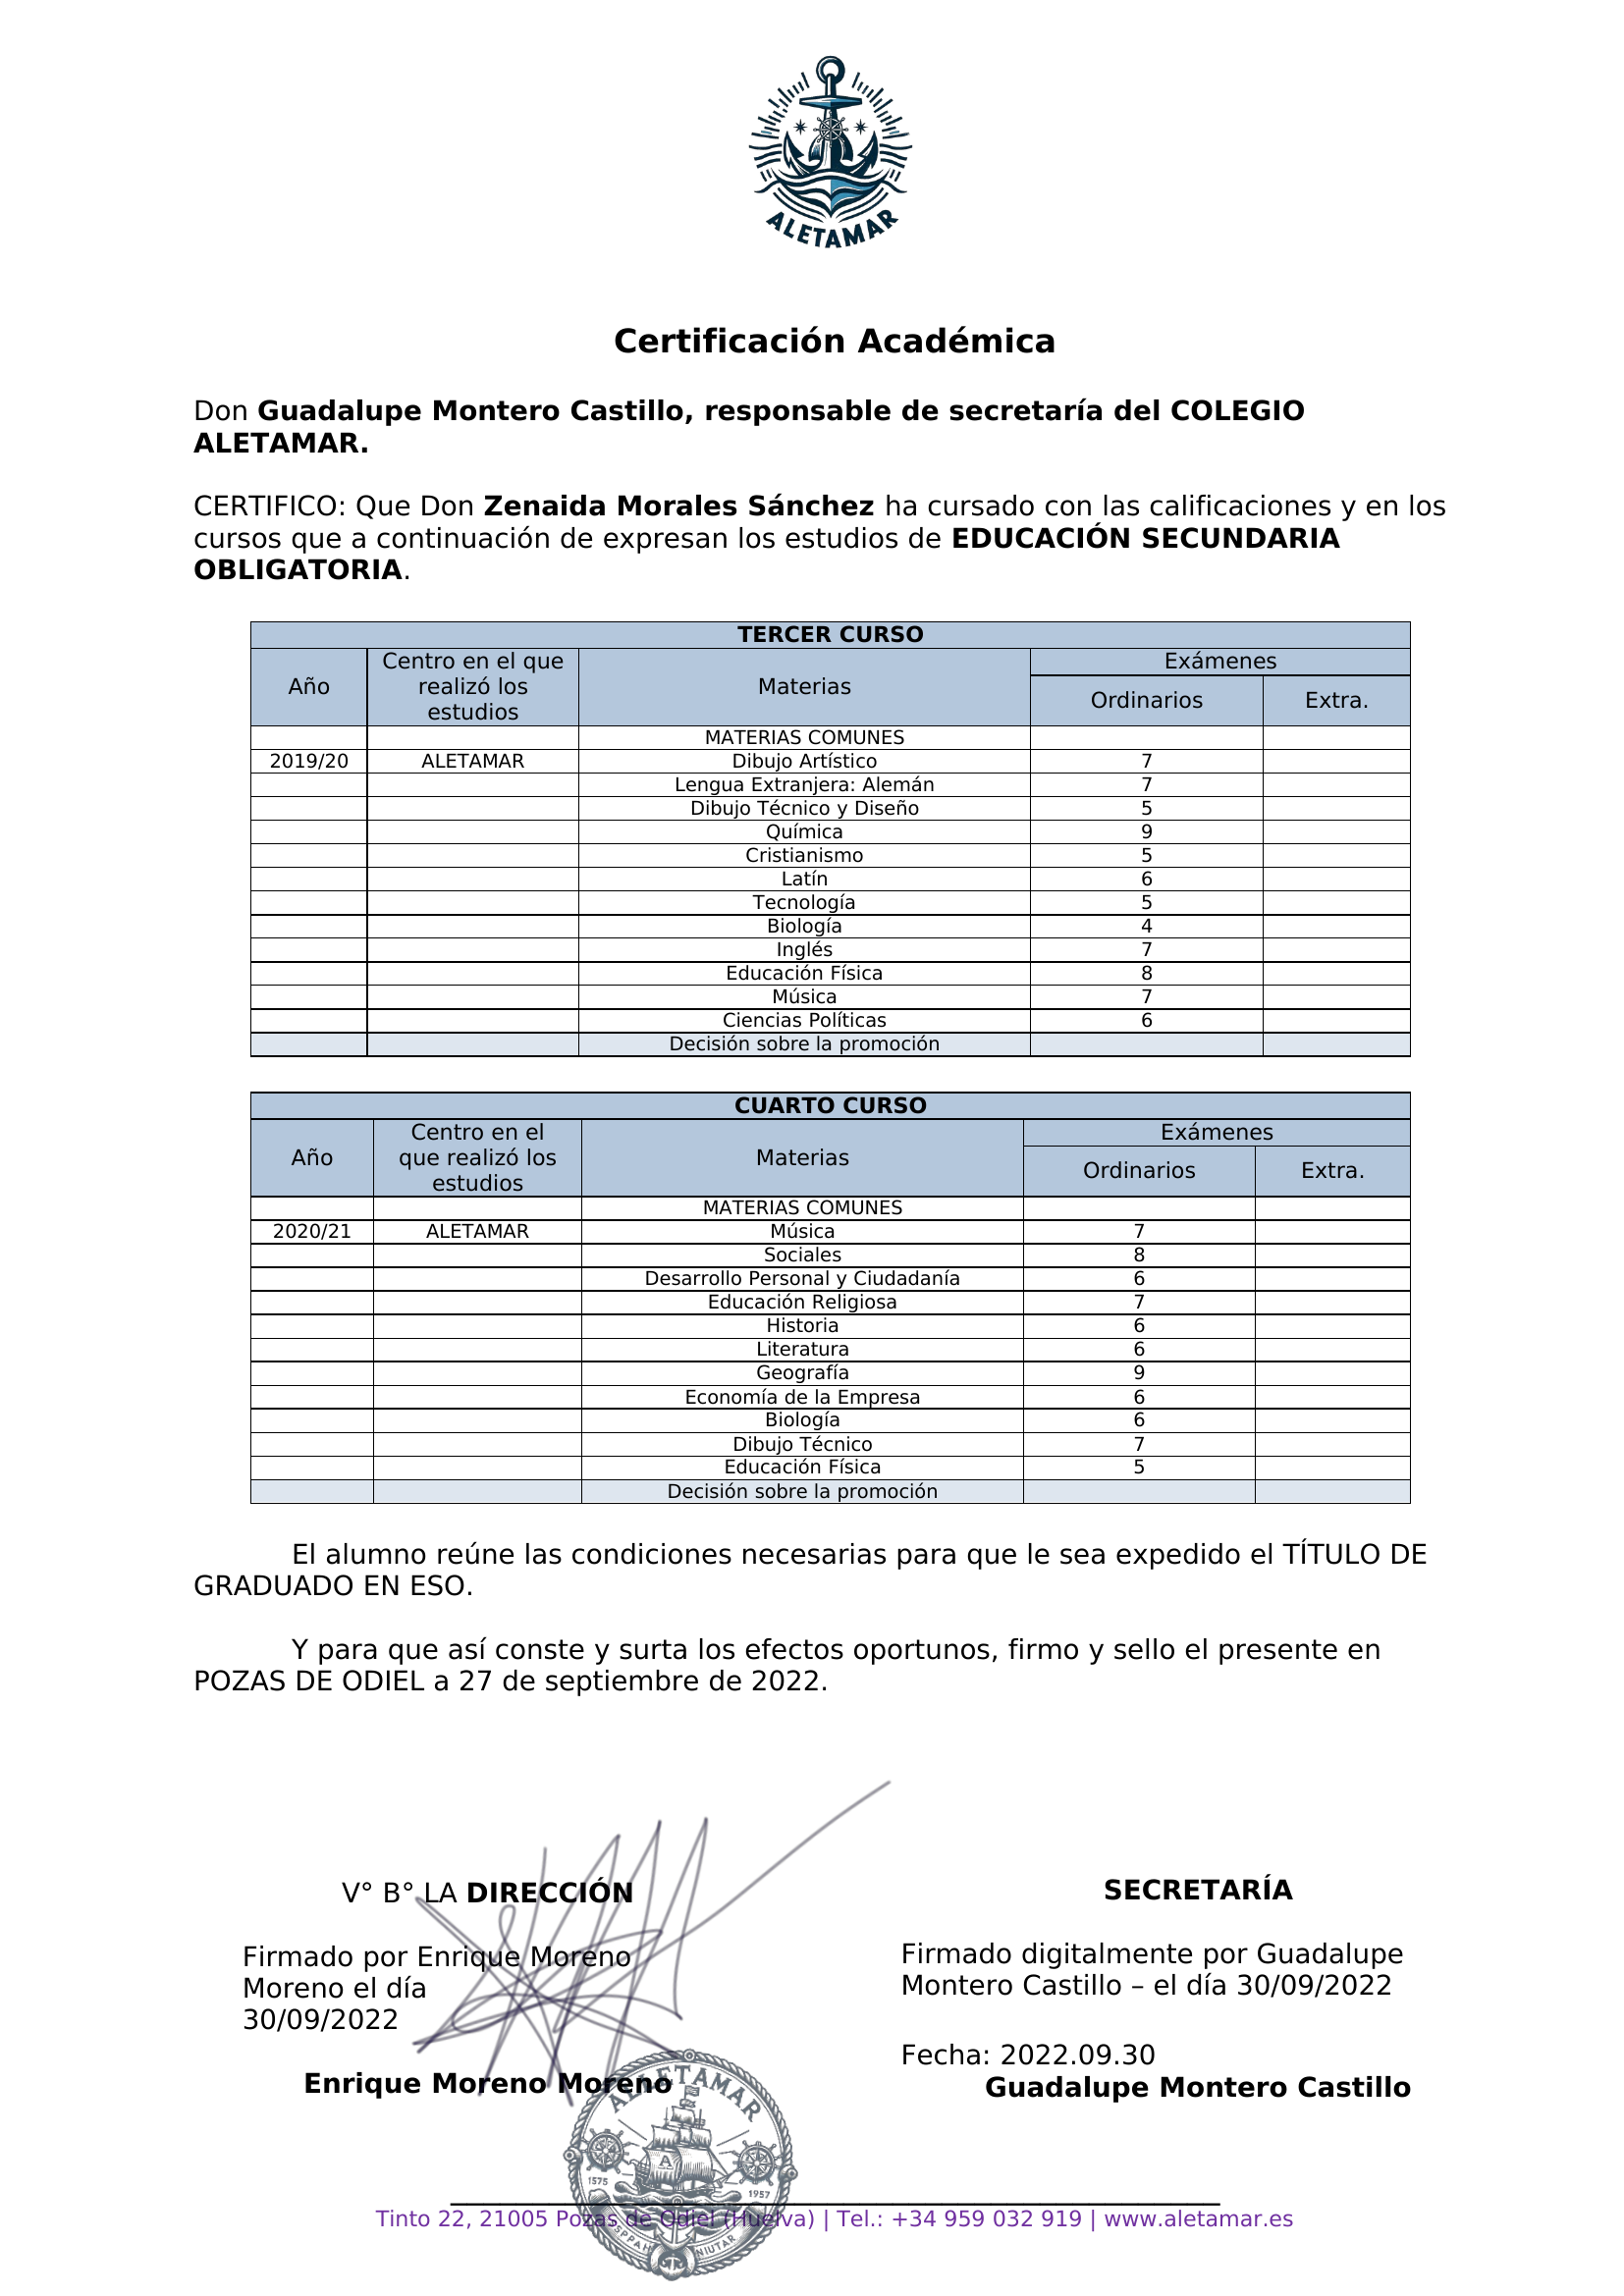 ALETAMAR
Certificación Académica
Don Guadalupe Montero Castillo, responsable de secretaría del COLEGIO
ALETAMAR.
CERTIFICO: Que Don Zenaida Morales Sánchez ha cursado con las calificaciones y en los
cursos que a continuación de expresan los estudios de EDUCACIÓN SECUNDARIA
OBLIGATORIA.
TERCER CURSO
Año Centro en el que realizó los estudios Materias Exámenes
Ordinarios Extra.
MATERIAS COMUNES
2019/20 ALETAMAR Dibujo Artístico 7
Lengua Extranjera: Alemán 7
Dibujo Técnico y Diseño 5
Química 9
Cristianismo 5
Latín 6
Tecnología 5
Biología 4
Inglés 7
Educación Física 8
Música 7
Ciencias Políticas 6
Decisión sobre la promoción
CUARTO CURSO
Año Centro en el que realizó los estudios Materias Exámenes
Ordinarios Extra.
MATERIAS COMUNES
2020/21 ALETAMAR Música 7
Sociales 8
Desarrollo Personal y Ciudadanía 6
Educación Religiosa 7
Historia 6
Literatura 6
Geografía 9
Economía de la Empresa 6
Biología 6
Dibujo Técnico 7
Educación Física 5
Decisión sobre la promoción
El alumno reúne las condiciones necesarias para que le sea expedido el TÍTULO DE
GRADUADO EN ESO.
Y para que así conste y surta los efectos oportunos, firmo y sello el presente en
POZAS DE ODIEL a 27 de septiembre de 2022.
V° B° LA DIRECCIÓN
Firmado por Enrique Moreno
Moreno el día
30/09/2022
Enrique Moreno Moreno
SECRETARÍA
Firmado digitalmente por Guadalupe
Montero Castillo – el día 30/09/2022
Fecha: 2022.09.30
Guadalupe Montero Castillo
ALLETAMAR
A
1575
1957
Tinto 22, 21005 Pozas de Odiel (Huelva) | Tel.: +34 959 032 919 | www.aletamar.es